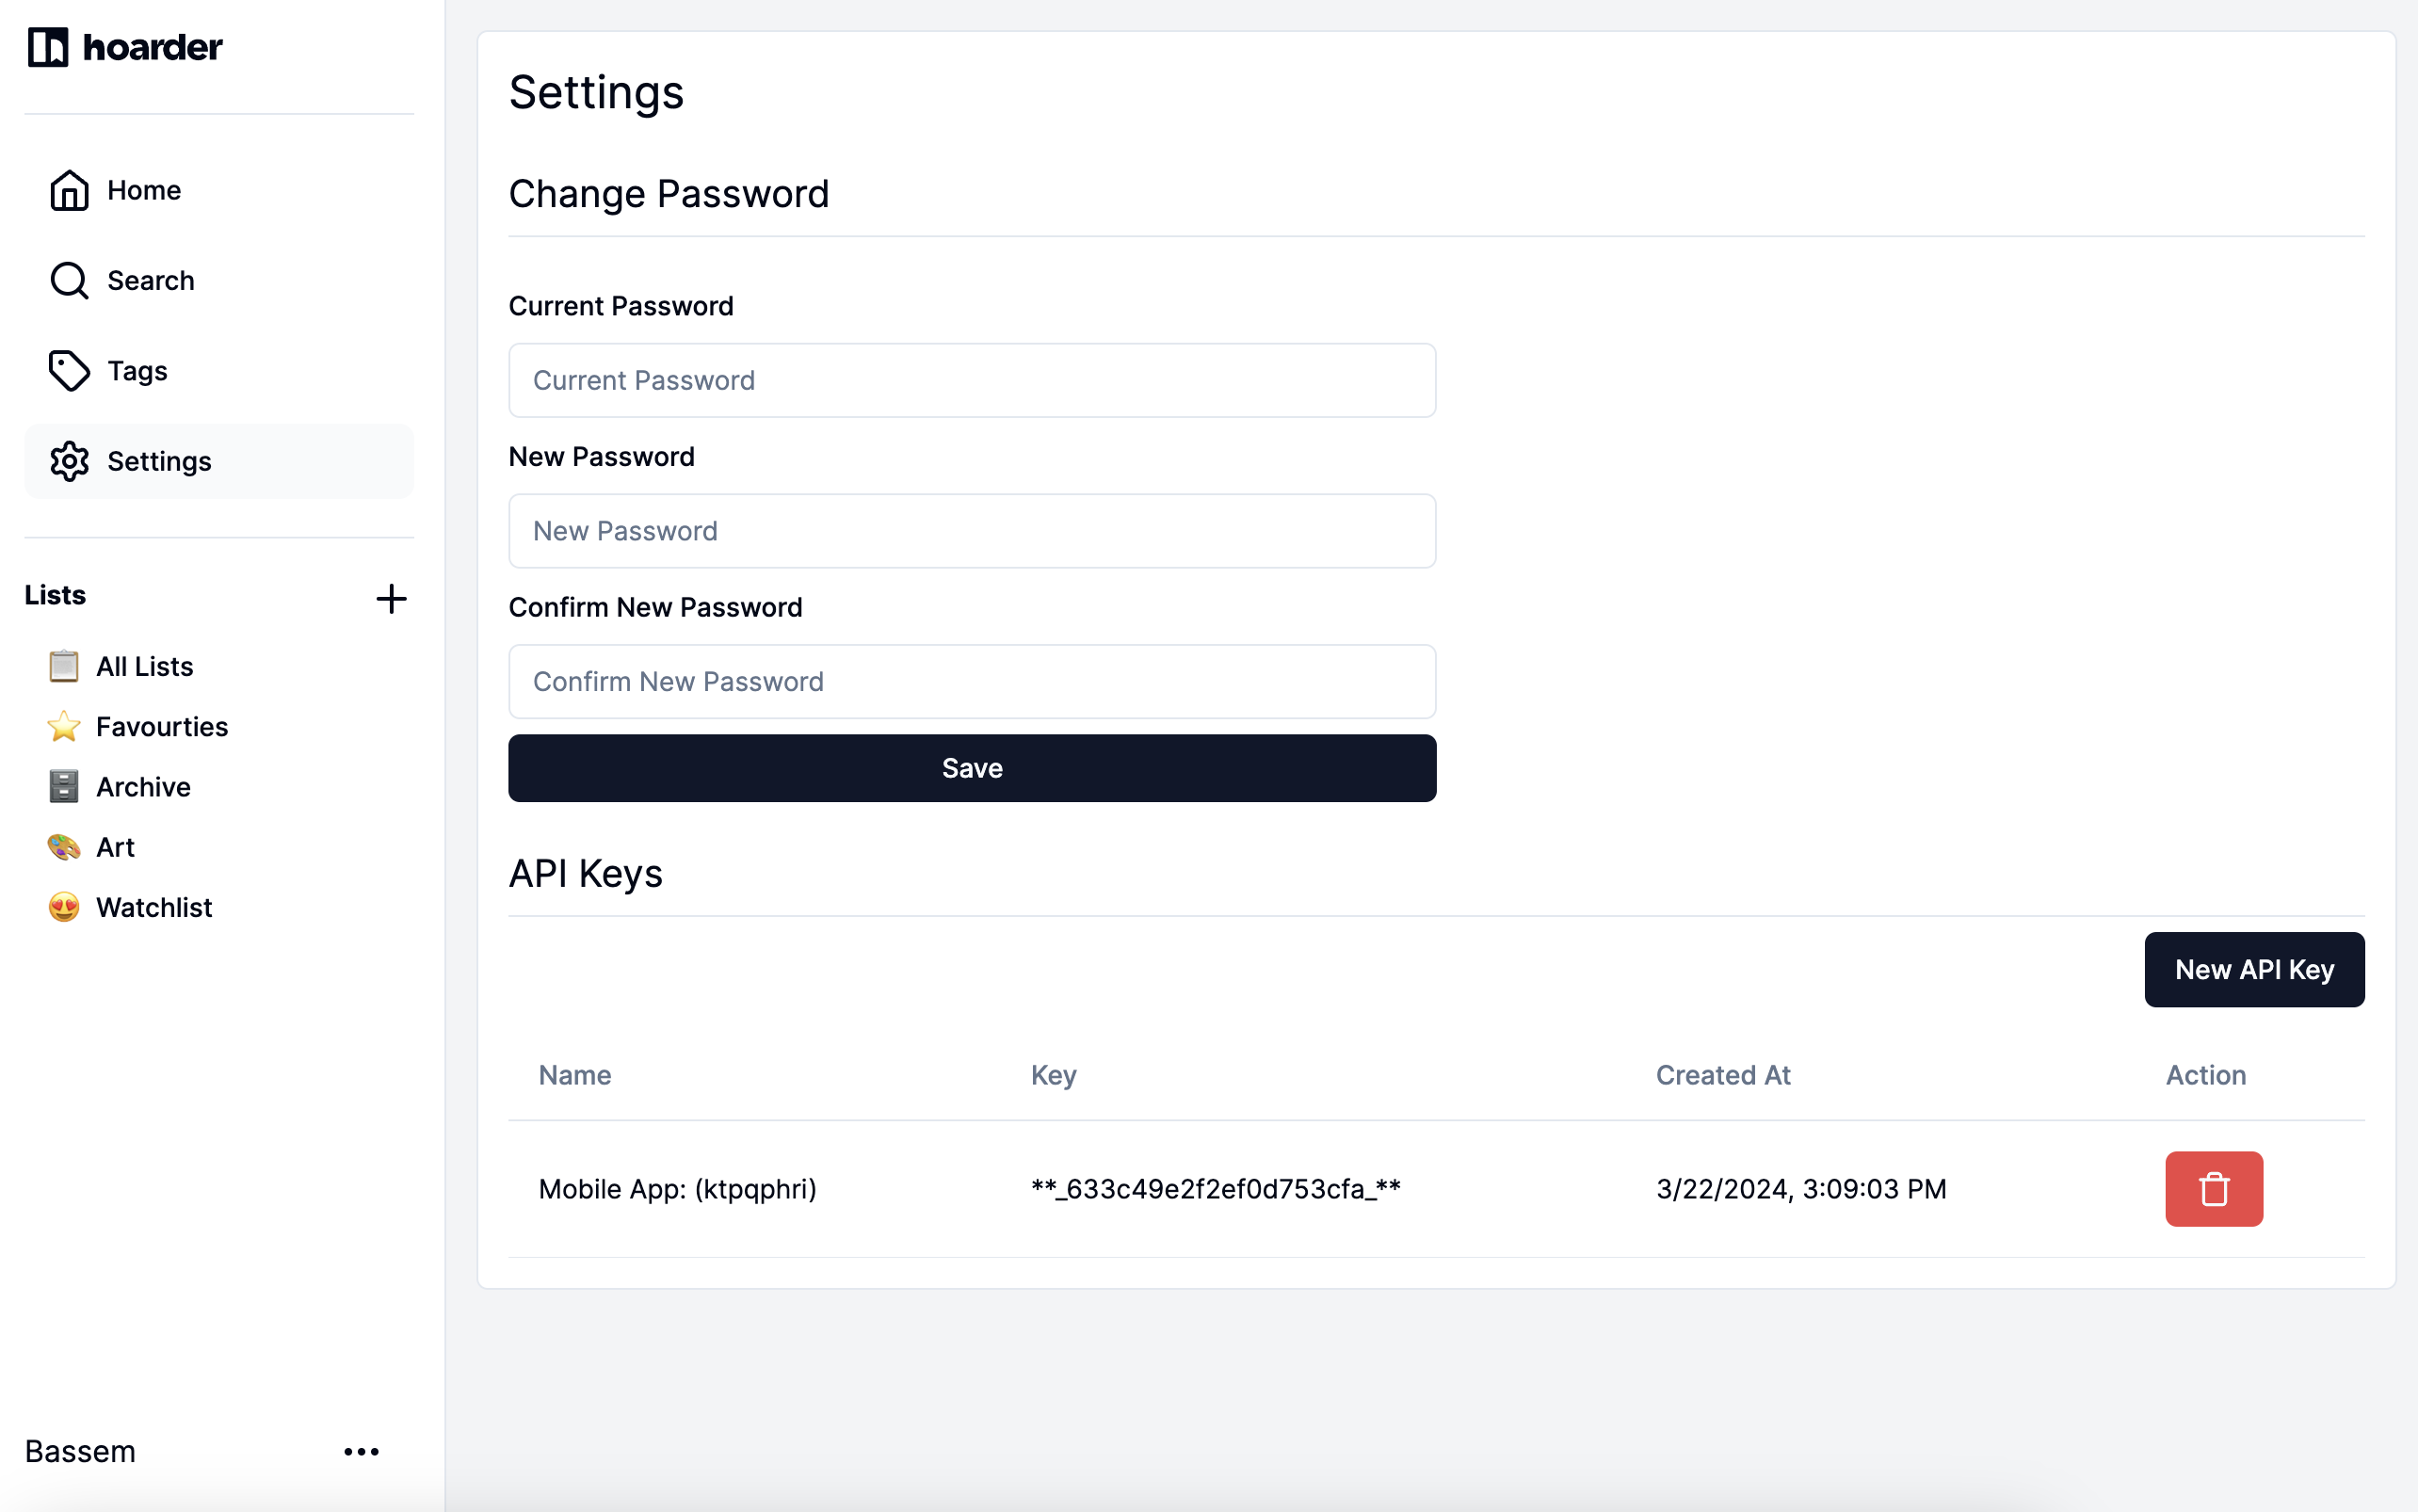 hoarder
Home
Search
Tags
Settings
Lists
All Lists
Favourties
Archive
Art
Watchlist
Bassem
Settings
Change Password
Current Password
Current Password
New Password
New Password
Confirm New Password
Confirm New Password
Save
API Keys
New API Key
Name Key Created At Action
Mobile App: (ktpqphri) **_633c49e2f2ef0d753cfa_** 3/22/2024, 3:09:03 PM